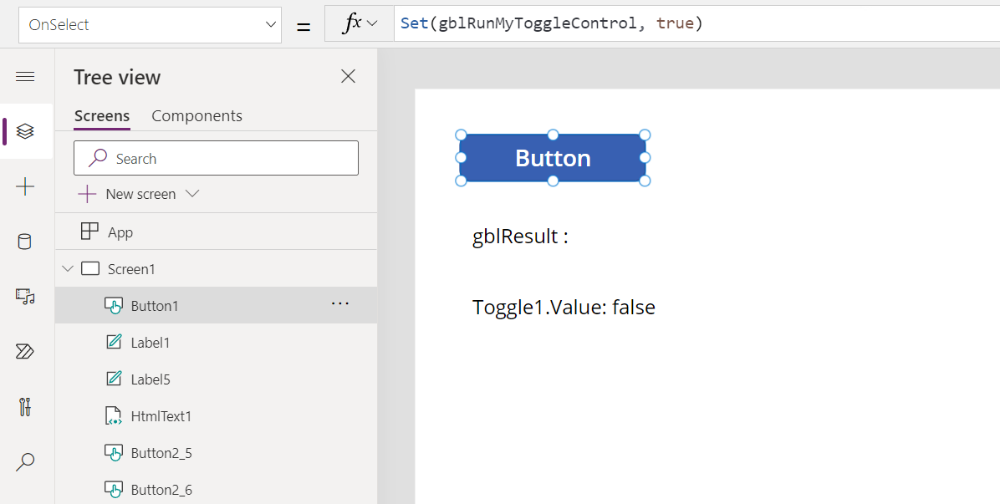 OnSelect
=
fx
Set(gblRunMyToggleControl, true)
Tree view
Screens Components
Search
New screen
App
Screen1
Button1
Label1
Label5
HtmlText1
Button2_5
Button2_6
Button
gblResult :
Toggle1.Value: false